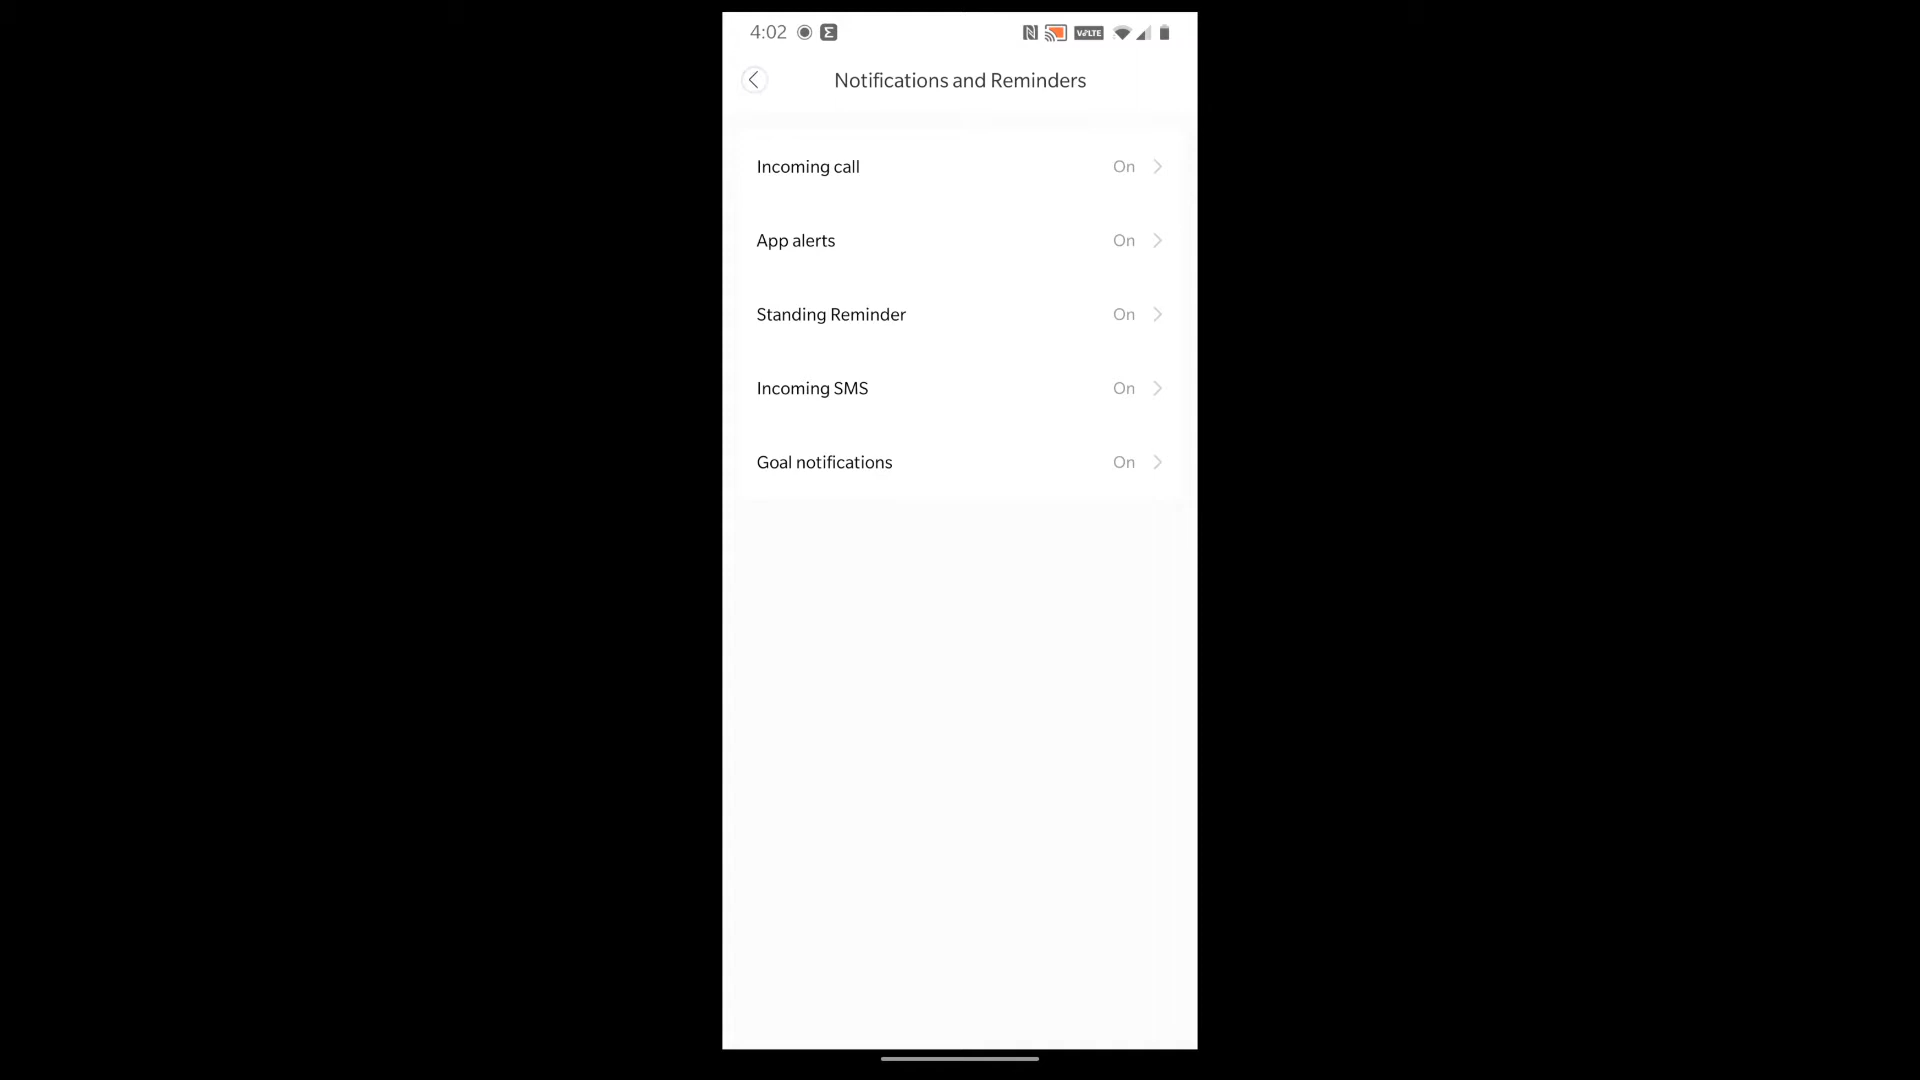 4:02
VoLTE
Notifications and Reminders
Incoming call On
App alerts On
Standing Reminder On
Incoming SMS On
Goal notifications On